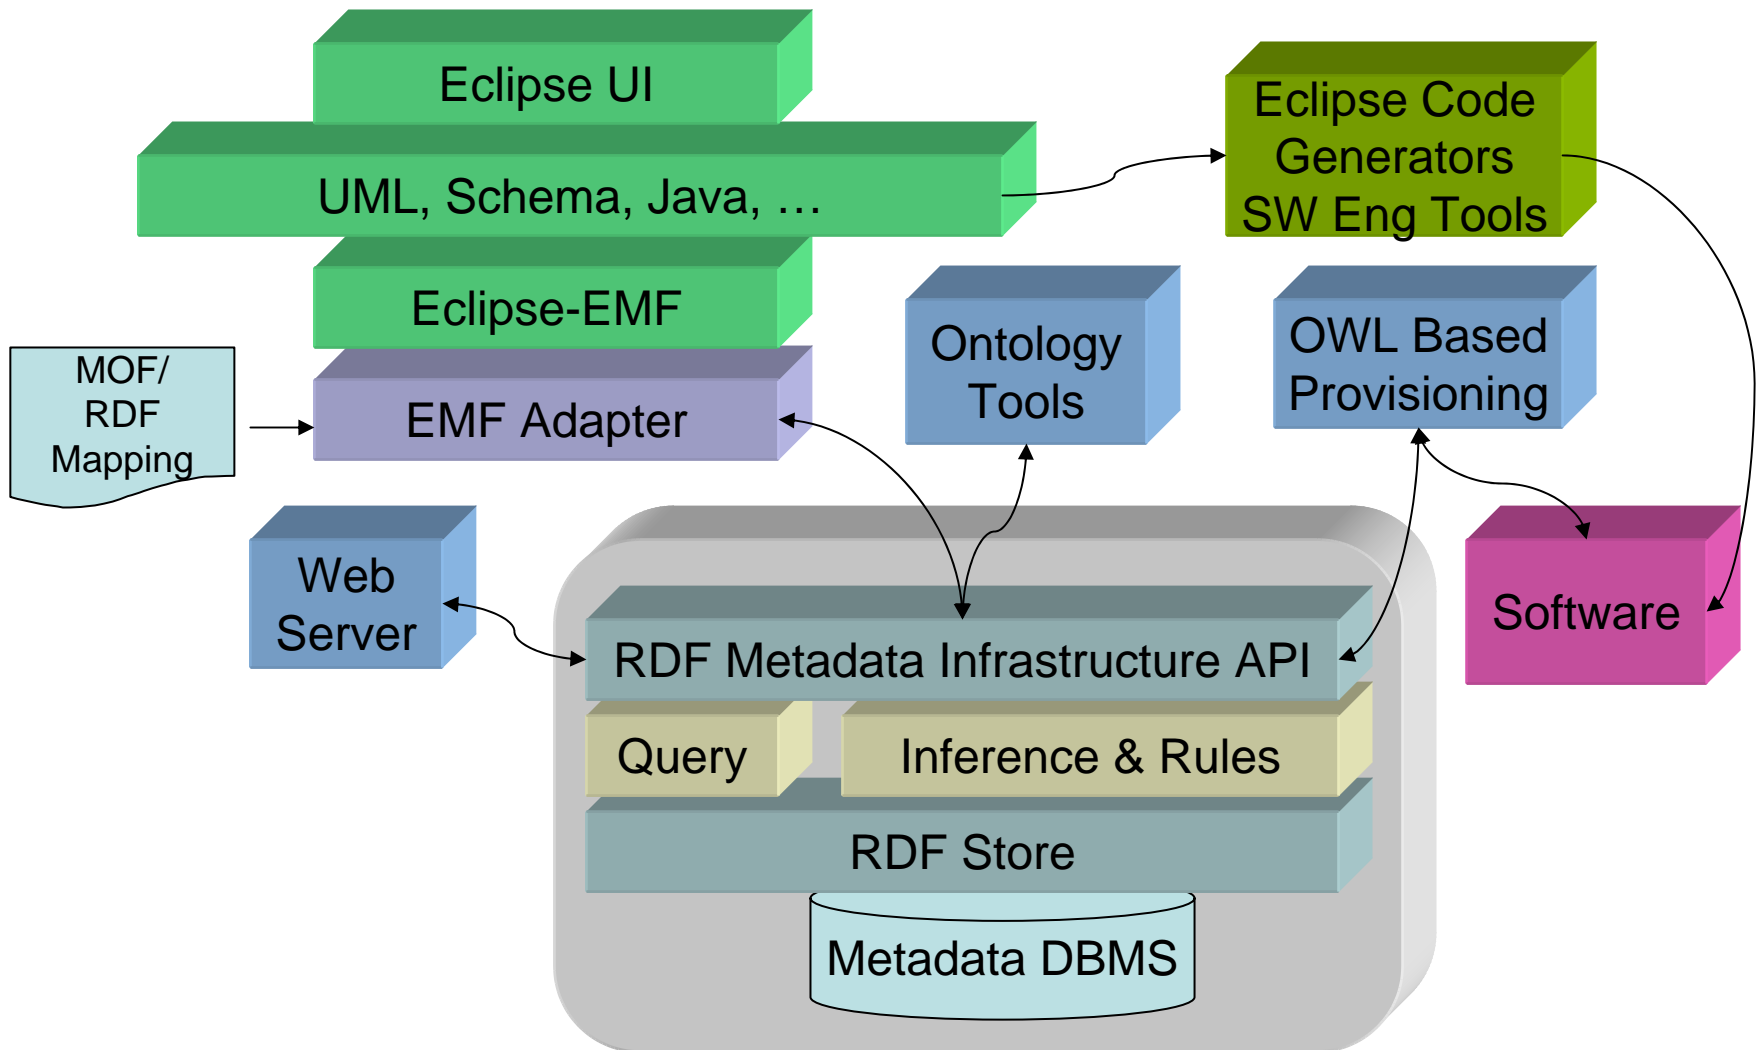 Eclipse UI
UML, Schema, Java, …
Eclipse-EMF
EMF Adapter
MOF/
RDF
Mapping
Eclipse Code
Generators
SW Eng Tools
Ontology
Tools
OWL Based
Provisioning
Web
Server
Software
RDF Metadata Infrastructure API
Query
Inference & Rules
RDF Store
Metadata DBMS